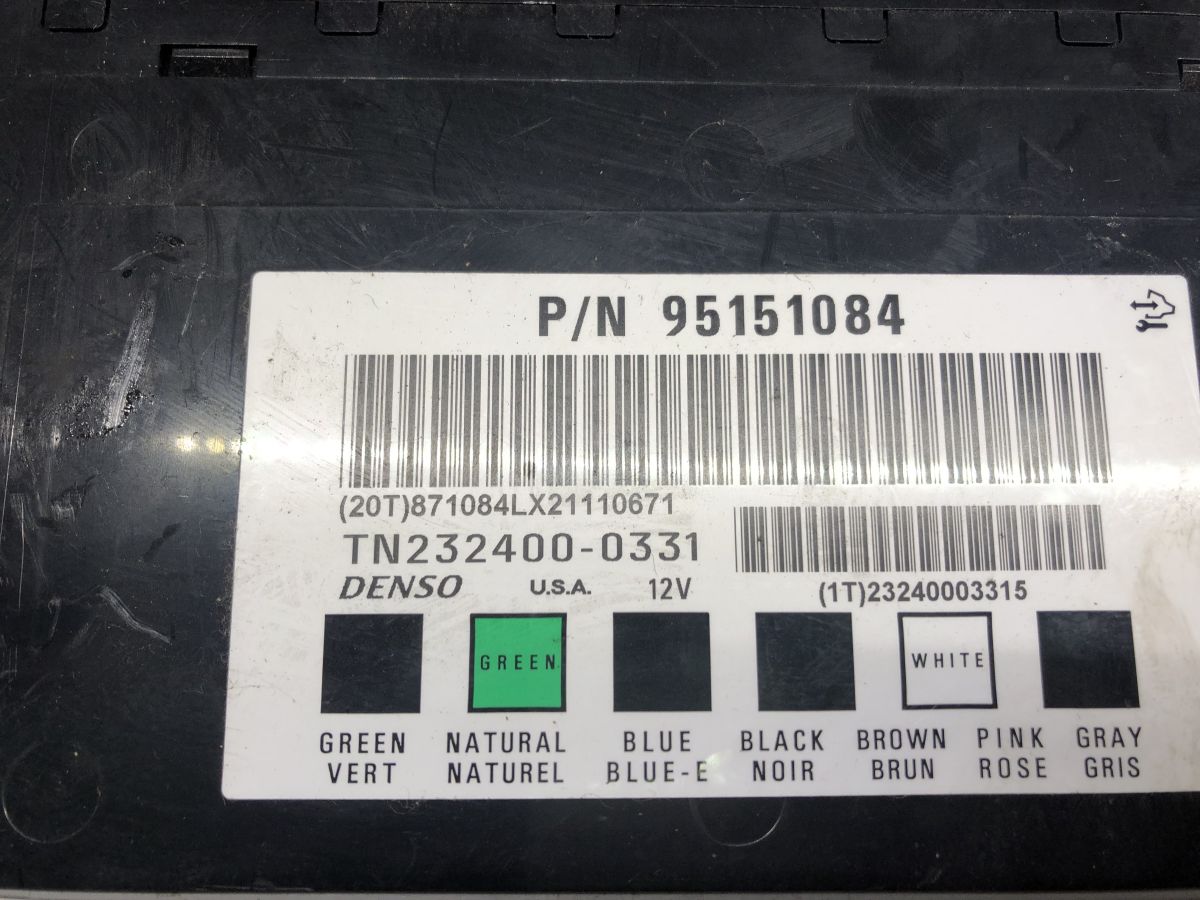 P/N 95151084
(20T)871084LX21110671
TN232400-0331
DENSO U.S.A. 12V
(1T)23240003315
GREEN WHITE
GREEN NATURAL BLUE BLACK BROWN PINK GRAY
VERT NATUREL BLUE-E NOIR BRUN ROSE GRIS